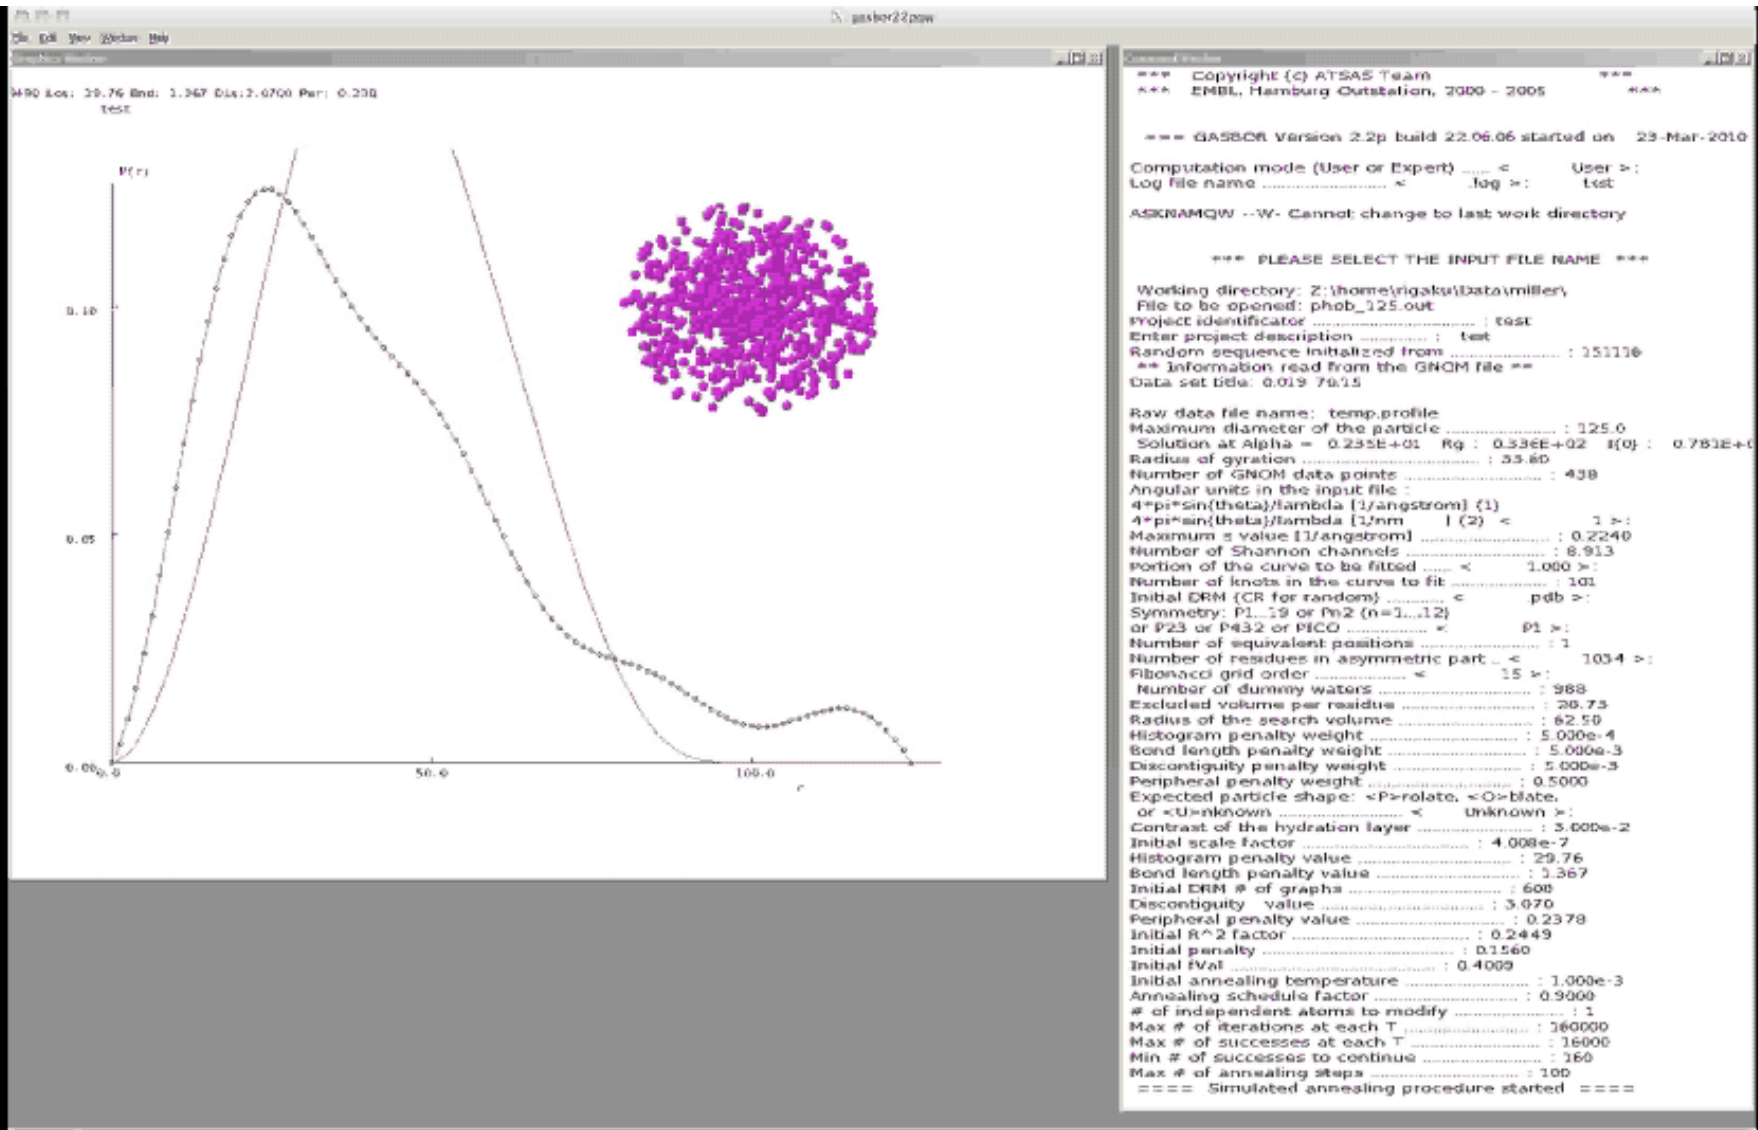 gasbor22pqw
File Edit View Window Help
Graphics Window
Command Window
Los: 29.76 Bnd: 1.367 Dis:3.0700 Per: 0.238
test
P(r)
0.10
0.05
0.00
0.0 50.0 100.0
r
*** Copyright (c) ATSAS Team ***
*** EMBL, Hamburg Outstation, 2000 - 2005 ***
=== GASBOR Version 2.2p build 22.06.06 started on 23-Mar-2010
Computation mode (User or Expert) ..... < User >:
Log file name ..................... < .log >: test
ASKNAMQW --W- Cannot change to last work directory
*** PLEASE SELECT THE INPUT FILE NAME ***
Working directory: Z:\home\rigaku\Data\miller\
File to be opened: phob_125.out
Project identificator ............................ : test
Enter project description ............. : test
Random sequence initialized from ................. : 151116
** Information read from the GNOM file **
Data set title: 0.019 70.15
Raw data file name: temp.profile
Maximum diameter of the particle ..................... : 125.0
Solution at Alpha = 0.235E+01 Rg : 0.336E+02 I(0) : 0.781E+0
Radius of gyration ............................ : 33.60
Number of GNOM data points ..................... : 438
Angular units in the input file :
4*pi*sin(theta)/lambda [1/angstrom] (1)
4*pi*sin(theta)/lambda [1/nm ] (2) < 1 >:
Maximum s value [1/angstrom] ..................... : 0.2240
Number of Shannon channels ..................... : 8.913
Portion of the curve to be fitted ..... < 1.000 >:
Number of knots in the curve to fit ................. : 101
Initial DRM (CR for random) ........... < .pdb >:
Symmetry: P1...19 or Pn2 (n=1...12)
or P23 or P432 or PICO .............. < P1 >:
Number of equivalent positions ..................... : 1
Number of residues in asymmetric part .. < 1034 >:
Fibonacci grid order ................... < 15 >:
Number of dummy waters ..................... : 988
Excluded volume per residue ..................... : 28.73
Radius of the search volume ..................... : 62.50
Histogram penalty weight ..................... : 5.000e-4
Bond length penalty weight ..................... : 5.000e-3
Discontiguity penalty weight ..................... : 5.000e-3
Peripheral penalty weight ..................... : 0.5000
Expected particle shape: <P>rolate, <O>blate,
or <U>nknown ..................... < Unknown >:
Contrast of the hydration layer ..................... : 3.000e-2
Initial scale factor ..................... : 4.008e-7
Histogram penalty value ..................... : 29.76
Bond length penalty value ..................... : 1.367
Initial DRM # of graphs ..................... : 608
Discontiguity value ..................... : 3.070
Peripheral penalty value ..................... : 0.2378
Initial R^2 factor ..................... : 0.2449
Initial penalty ..................... : 0.1560
Initial fVal ..................... : 0.4009
Initial annealing temperature ..................... : 1.000e-3
Annealing schedule factor ..................... : 0.9000
# of independent atoms to modify ................. : 1
Max # of iterations at each T ..................... : 160000
Max # of successes at each T ..................... : 16000
Min # of successes to continue ..................... : 160
Max # of annealing steps ..................... : 100
==== Simulated annealing procedure started ====